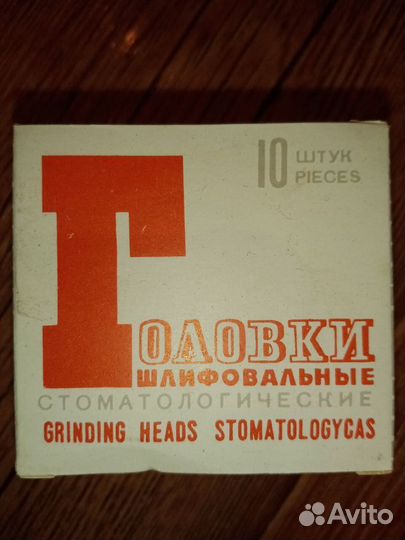 10 ШТУК
PIECES
ГОЛОВКИ
ШЛИФОВАЛЬНЫЕ
СТОМАТОЛОГИЧЕСКИЕ
GRINDING HEADS STOMATOLOGYCAS
Avito